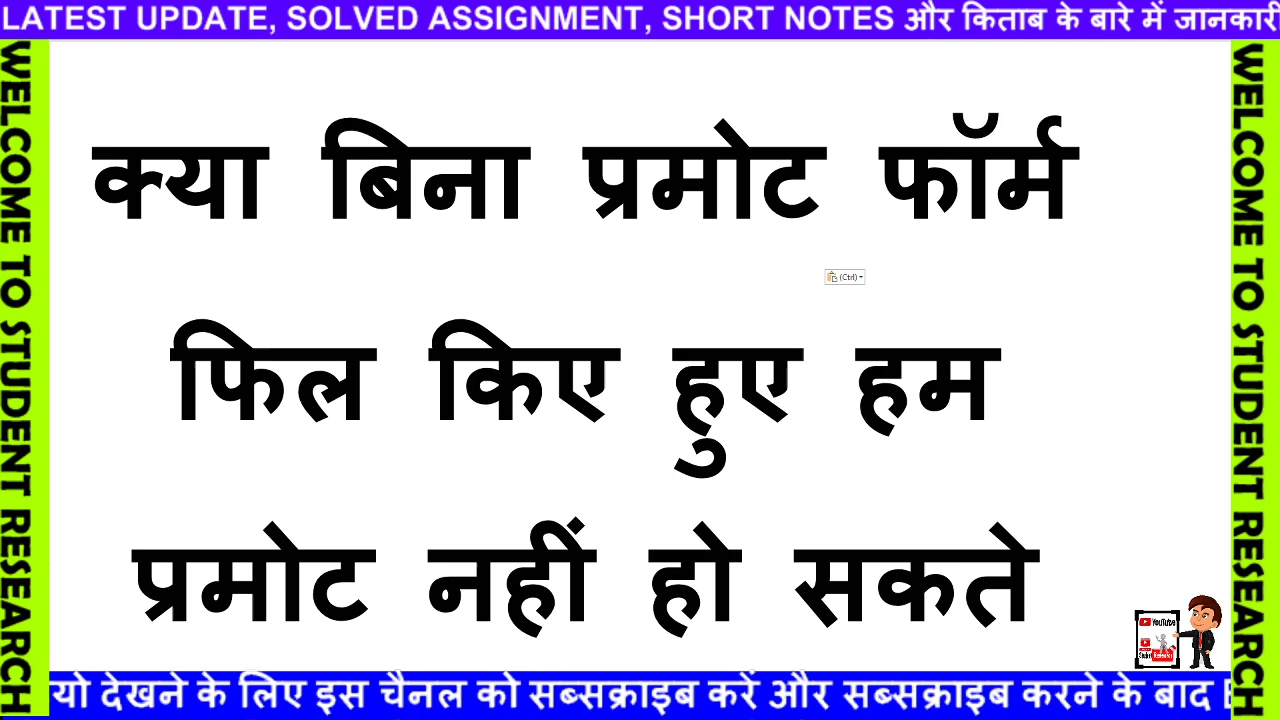 LATEST UPDATE, SOLVED ASSIGNMENT, SHORT NOTES और किताब के बारे में जानकारी
WELCOME TO STUDENT RESEARCH
क्या बिना प्रमोट फॉर्म
(Ctrl)
फिल किए हुए हम
प्रमोट नहीं हो सकते
YouTube
WELCOME TO STUDENT RESEARCH
यो देखने के लिए इस चैनल को सब्सक्राइब करें और सब्सक्राइब करने के बाद